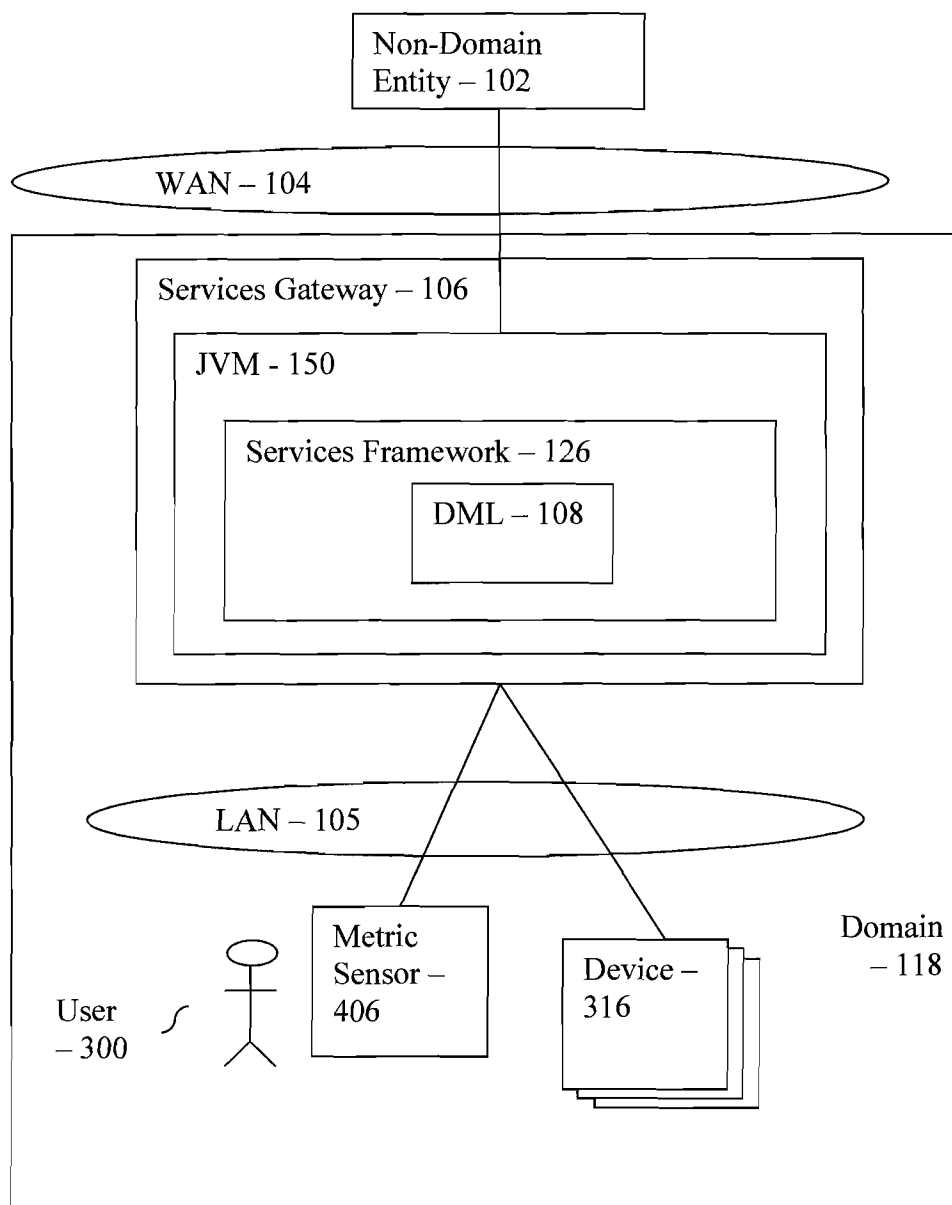 Non-Domain
Entity – 102
WAN – 104
Services Gateway – 106
JVM - 150
Services Framework – 126
DML – 108
LAN – 105
Metric
Sensor –
406
Device –
316
Domain
– 118
User
– 300